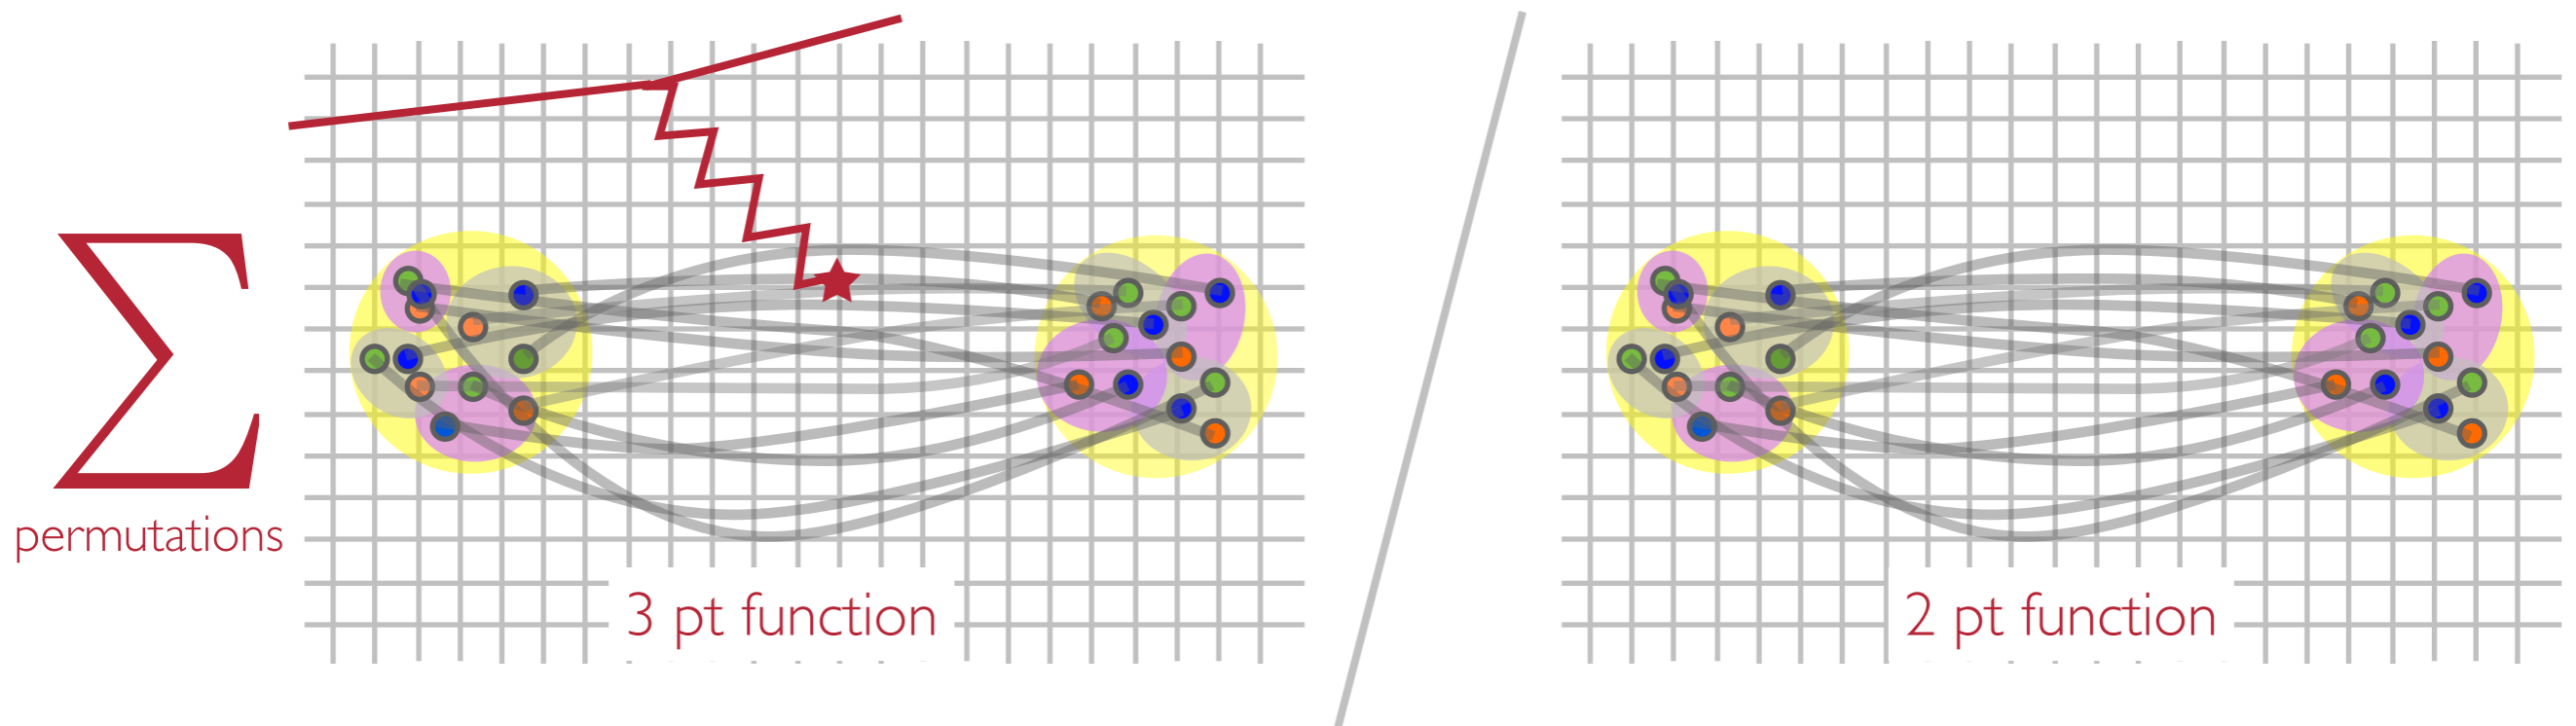 ∑
permutations
3 pt function
2 pt function